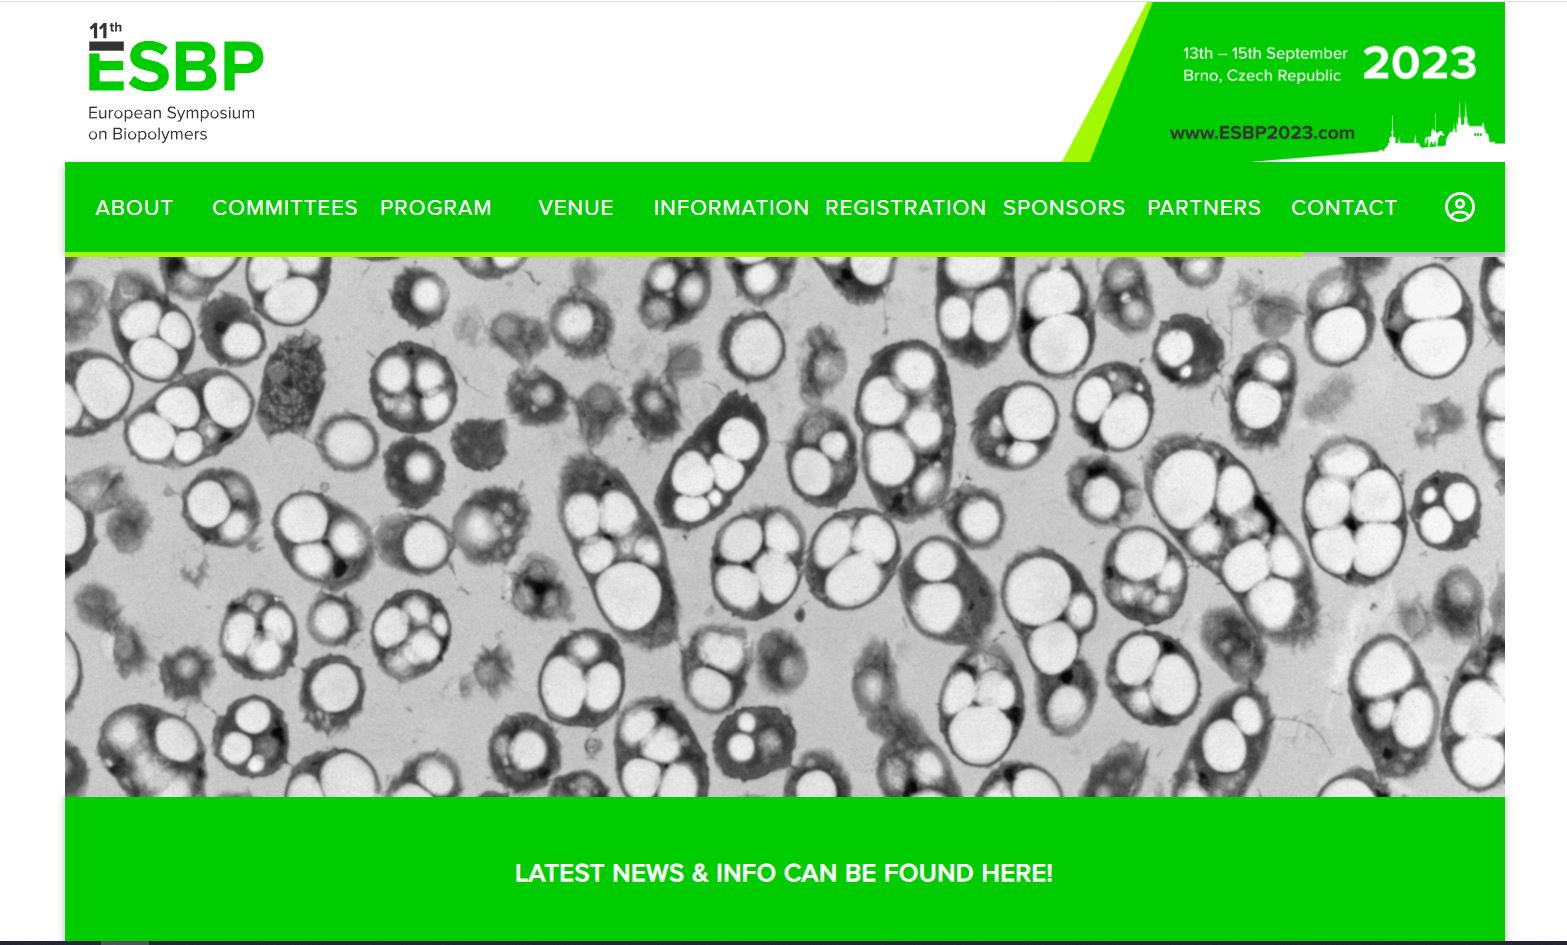 11th
ESBP
European Symposium
on Biopolymers
13th – 15th September
Brno, Czech Republic
2023
www.ESBP2023.com
ABOUT
COMMITTEES
PROGRAM
VENUE
INFORMATION
REGISTRATION
SPONSORS
PARTNERS
CONTACT
LATEST NEWS & INFO CAN BE FOUND HERE!